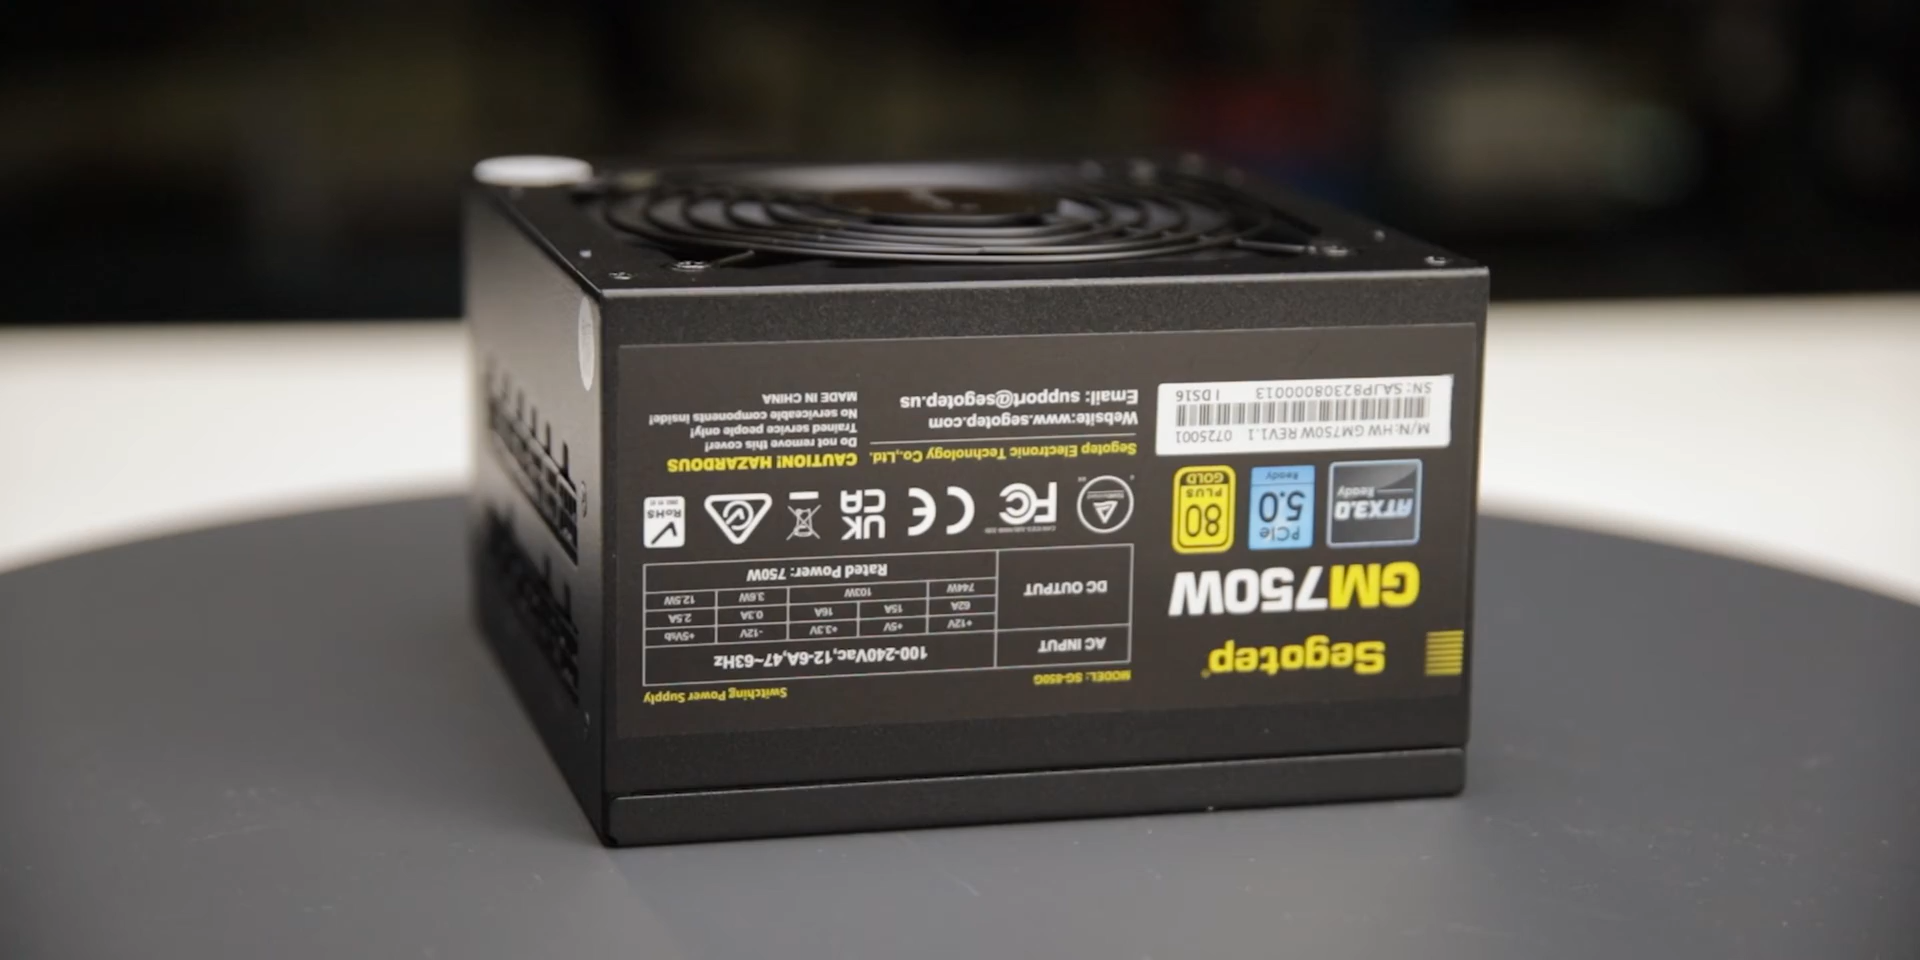 Segotep
GM750W
ATX3.0
Ready
PCIe
5.0
Ready
80
PLUS
GOLD
M/N:HW GM750W REV1.1 0725001
SN: SAJP82308000013 I DS16
MODEL: SG-850G
Switching Power Supply
AC INPUT 100-240Vac,12-6A,47~63Hz
DC OUTPUT +12V +5V +3.3V -12V +5Vsb
62A 15A 16A 0.3A 2.5A
744W 103W 3.6W 12.5W
Rated Power: 750W
FC
CE
UK
CA
RoHS
Segotep Electronic Technology Co.,Ltd.
Website:www.segotep.com
Email: support@segotep.us
CAUTION! HAZARDOUS
Do not remove this cover!
Trained service people only!
No serviceable components inside!
MADE IN CHINA